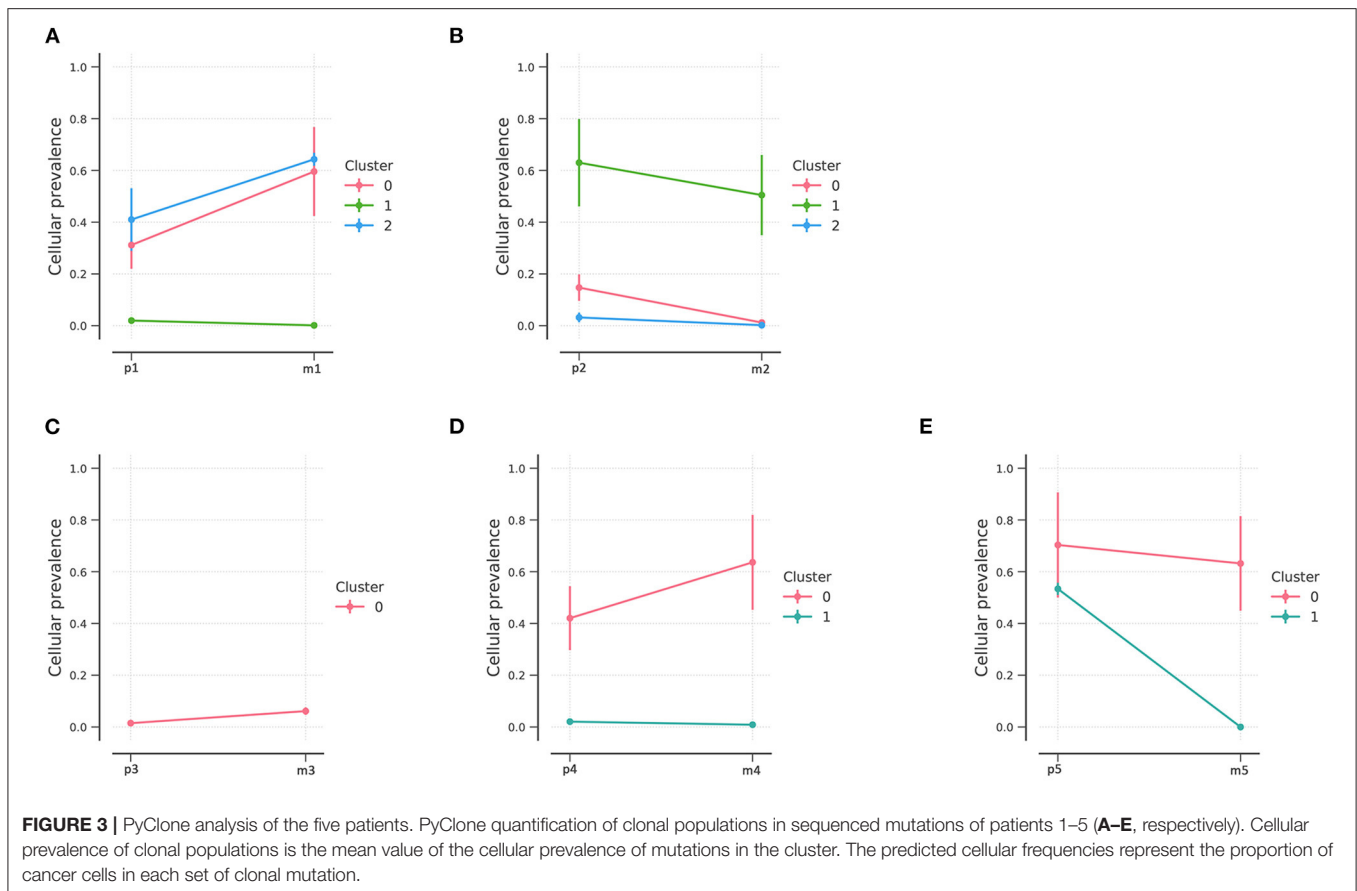 A
B
1.0
0.8
0.6
0.4
0.2
0.0
Cellular prevalence
p1
m1
Cluster
0
1
2
1.0
0.8
0.6
0.4
0.2
0.0
Cellular prevalence
p2
m2
Cluster
0
1
2
C
D
E
1.0
0.8
0.6
0.4
0.2
0.0
Cellular prevalence
p3
m3
Cluster
0
1.0
0.8
0.6
0.4
0.2
0.0
Cellular prevalence
p4
m4
Cluster
0
1
1.0
0.8
0.6
0.4
0.2
0.0
Cellular prevalence
p5
m5
Cluster
0
1
FIGURE 3 | PyClone analysis of the five patients. PyClone quantification of clonal populations in sequenced mutations of patients 1–5 (A–E, respectively). Cellular
prevalence of clonal populations is the mean value of the cellular prevalence of mutations in the cluster. The predicted cellular frequencies represent the proportion of
cancer cells in each set of clonal mutation.